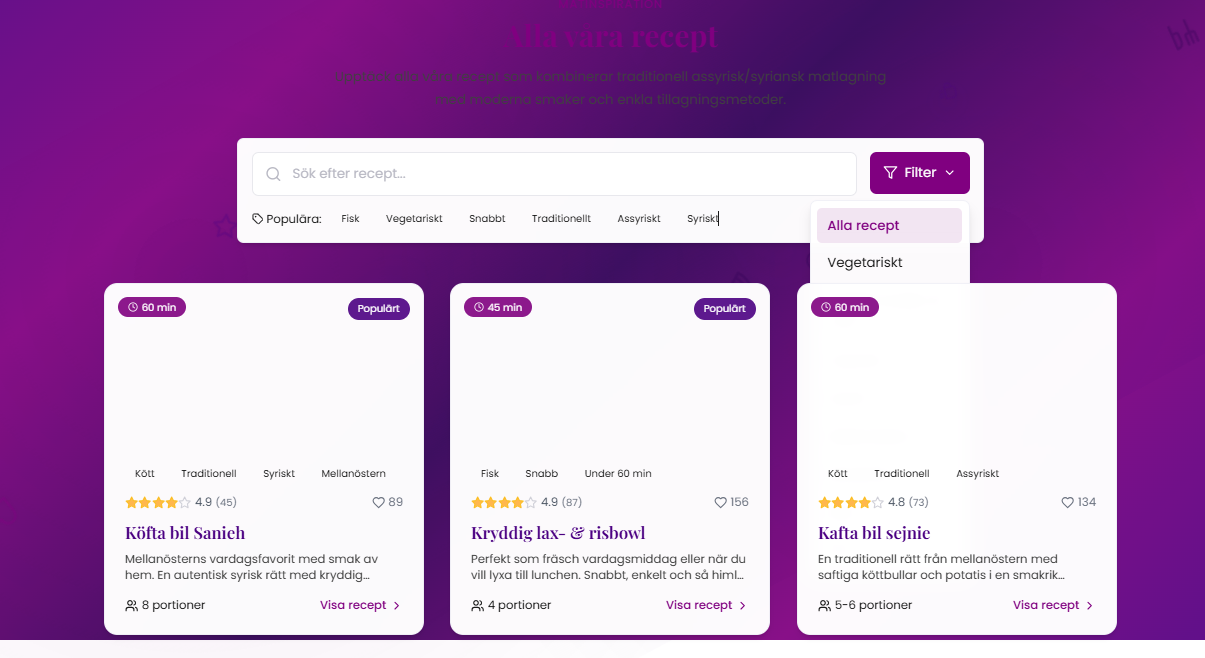 Alla våra recept
Upptäck alla våra recept som kombinerar traditionell assyrisk/syriansk matlagning
med moderna smaker och enkla tillagningsmetoder.
Sök efter recept...
Filter
Populära: Fisk Vegetariskt Snabbt Traditionellt Assyriskt Syriskt
Alla recept
Vegetariskt
60 min Populärt
Kött Traditionell Syriskt Mellanöstern
4.9 (45) 89
Köfta bil Sanieh
Mellanösterns vardagsfavorit med smak av
hem. En autentisk syrisk rätt med kryddig...
8 portioner Visa recept
45 min Populärt
Fisk Snabb Under 60 min
4.9 (87) 156
Kryddig lax- & risbowl
Perfekt som fräsch vardagsmiddag eller när du
vill lyxa till lunchen. Snabbt, enkelt och så himl...
4 portioner Visa recept
60 min
Kött Traditionell Assyriskt
4.8 (73) 134
Kafta bil sejnie
En traditionell rätt från mellanöstern med
saftiga köttbullar och potatis i en smakrik...
5-6 portioner Visa recept